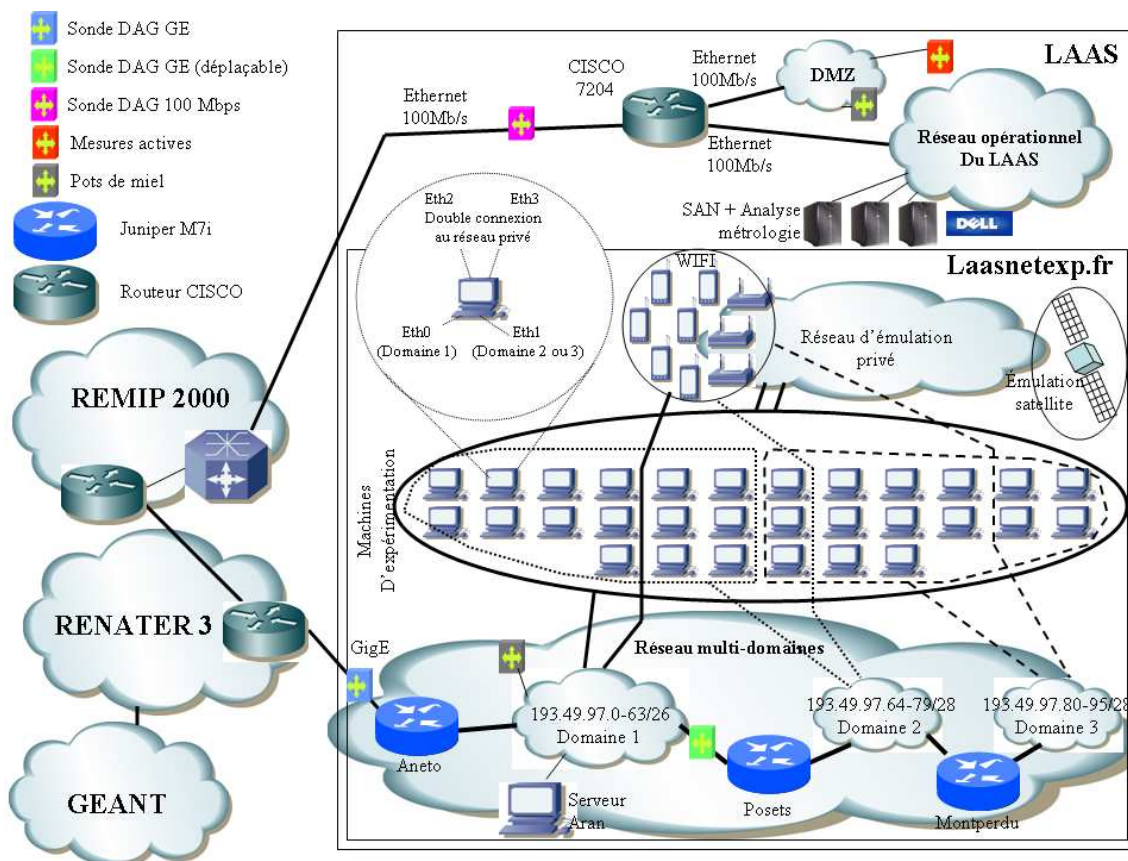 Sonde DAG GE
Sonde DAG GE (déplaçable)
Sonde DAG 100 Mbps
Mesures actives
Pots de miel
Juniper M7i
Routeur CISCO
REMIP 2000
RENATER 3
GEANT
LAAS
CISCO
7204
Ethernet
100Mb/s
Ethernet
100Mb/s
Ethernet
100Mb/s
DMZ
Réseau opérationnel
Du LAAS
SAN + Analyse
métrologie
DELL
Laasnetexp.fr
Eth2
Eth3
Double connexion
au réseau privé
Eth0
(Domaine 1)
Eth1
(Domaine 2 ou 3)
WIFI
Réseau d'émulation
privé
Émulation
satellite
Machines
D'expérimentation
GigE
Réseau multi-domaines
193.49.97.0-63/26
Domaine 1
193.49.97.64-79/28
Domaine 2
193.49.97.80-95/28
Domaine 3
Aneto
Serveur
Aran
Posets
Montperdu